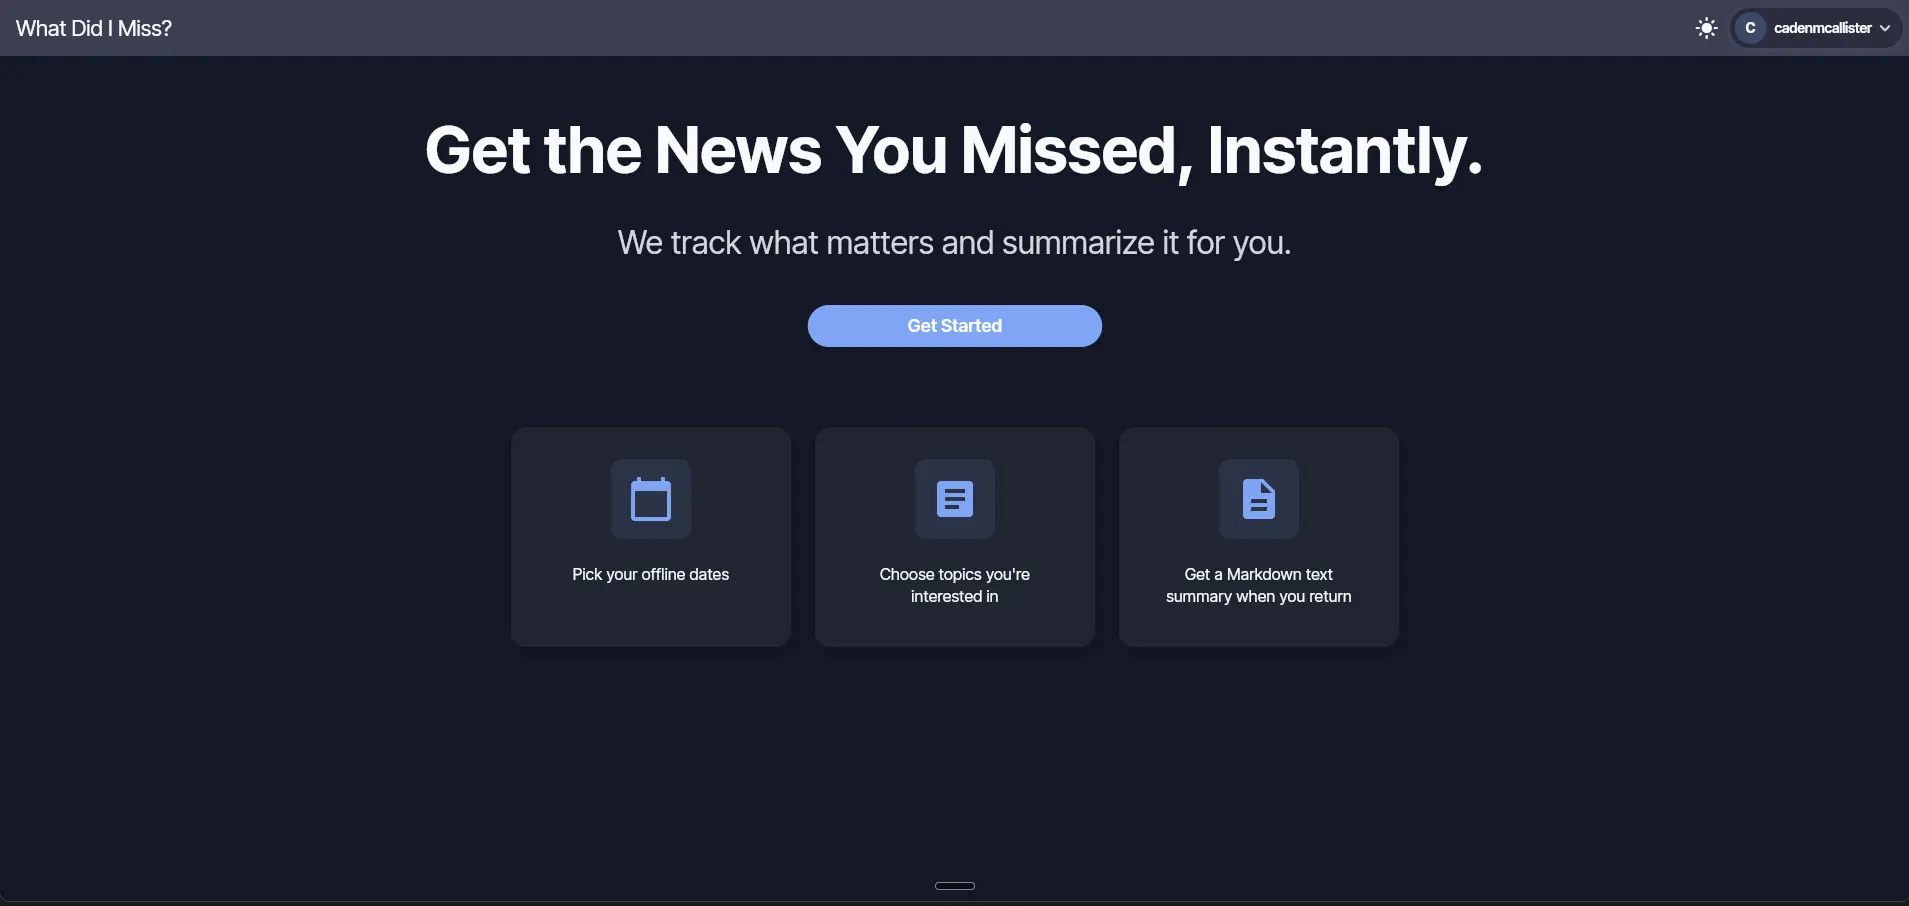 What Did I Miss?
C cadenmcallister
Get the News You Missed, Instantly.
We track what matters and summarize it for you.
Get Started
Pick your offline dates
Choose topics you're
interested in
Get a Markdown text
summary when you return